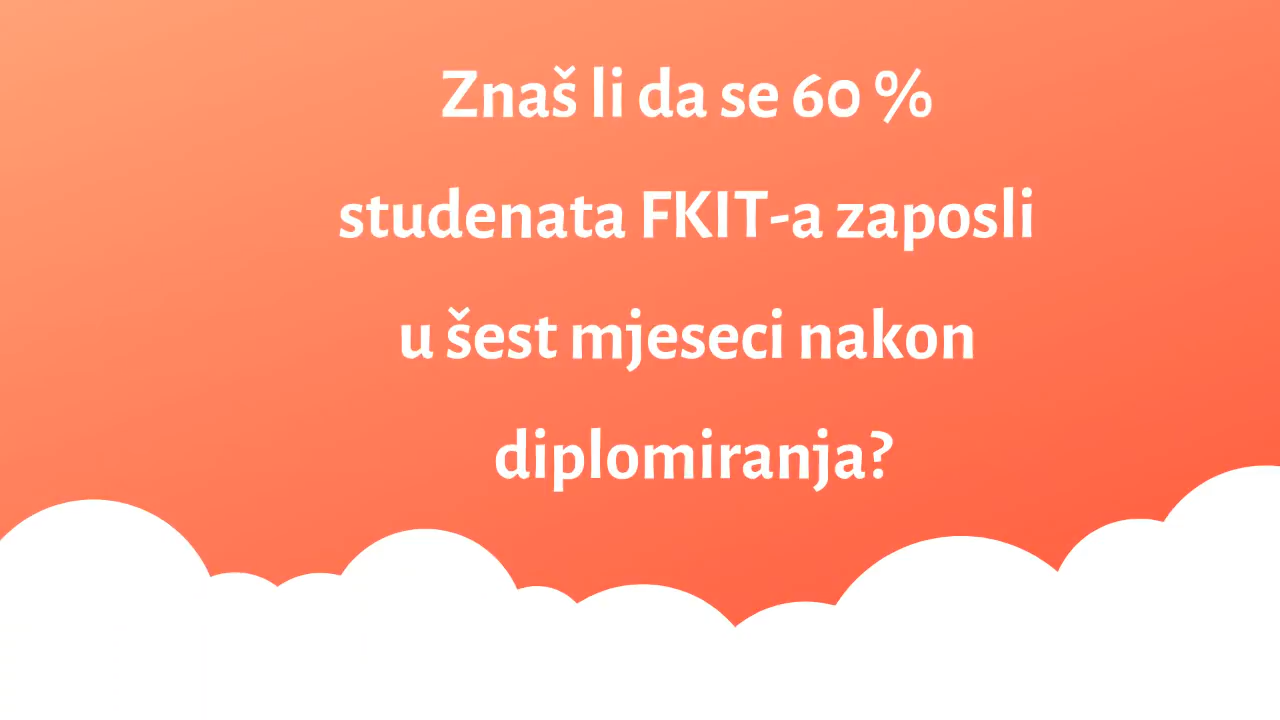 Znaš li da se 60 %
studenata FKIT-a zaposli
u šest mjeseci nakon
diplomiranja?